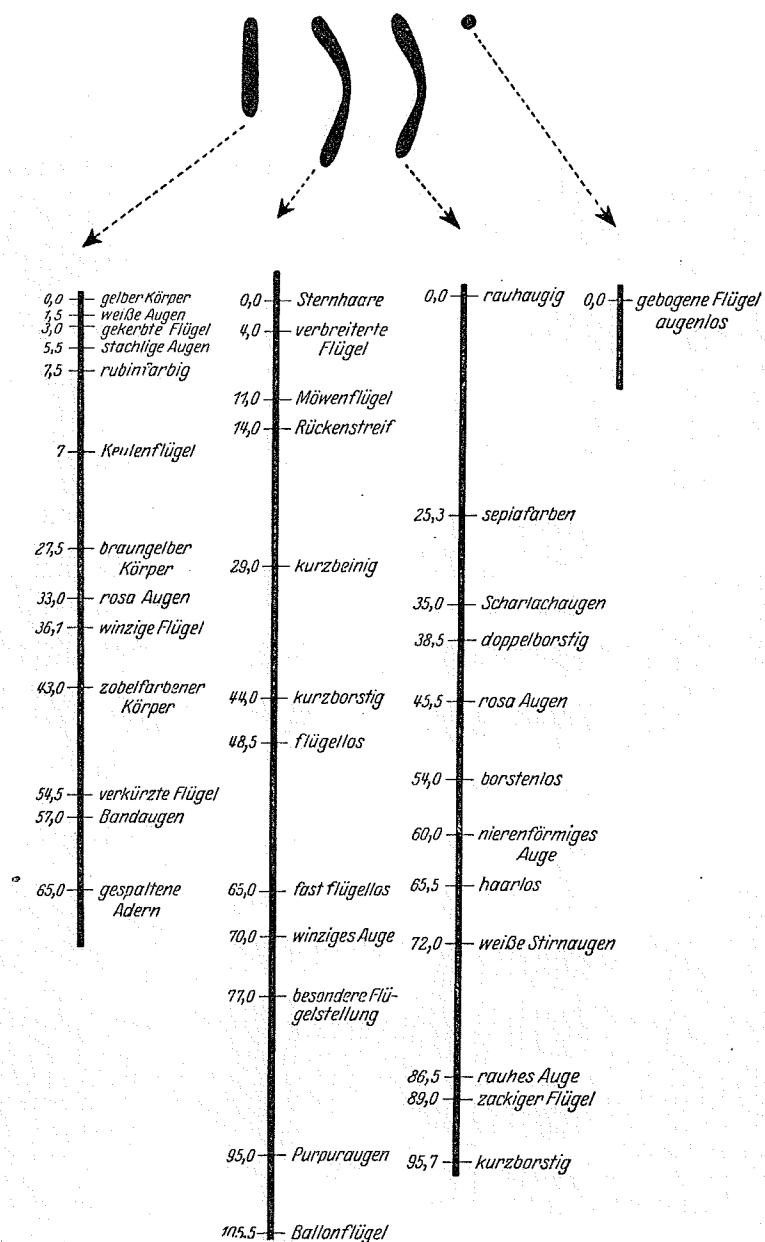 0,0 gelber Körper
1,5 weiße Augen
3,0 gekerbte Flügel
5,5 stachlige Augen
7,5 rubinfarbig
7 Keulenflügel
27,5 braungelber
Körper
33,0 rosa Augen
36,1 winzige Flügel
43,0 zobelfarbener
Körper
54,5 verkürzte Flügel
57,0 Bandaugen
65,0 gespaltene
Adern
0,0 Sternhaare
4,0 verbreiterte
Flügel
11,0 Möwenflügel
14,0 Rückenstreif
29,0 kurzbeinig
44,0 kurzborstig
48,5 flügellos
65,0 fast flügellos
70,0 winziges Auge
77,0 besondere Flü-
gelstellung
95,0 Purpuraugen
105,5 Ballonflügel
0,0 rauhaugig
25,3 sepiafarben
35,0 Scharlachaugen
38,5 doppelborstig
45,5 rosa Augen
54,0 borstenlos
60,0 nierenförmiges
Auge
65,5 haarlos
72,0 weiße Stirnaugen
86,5 rauhes Auge
89,0 zackiger Flügel
95,7 kurzborstig
0,0 gebogene Flügel
augenlos